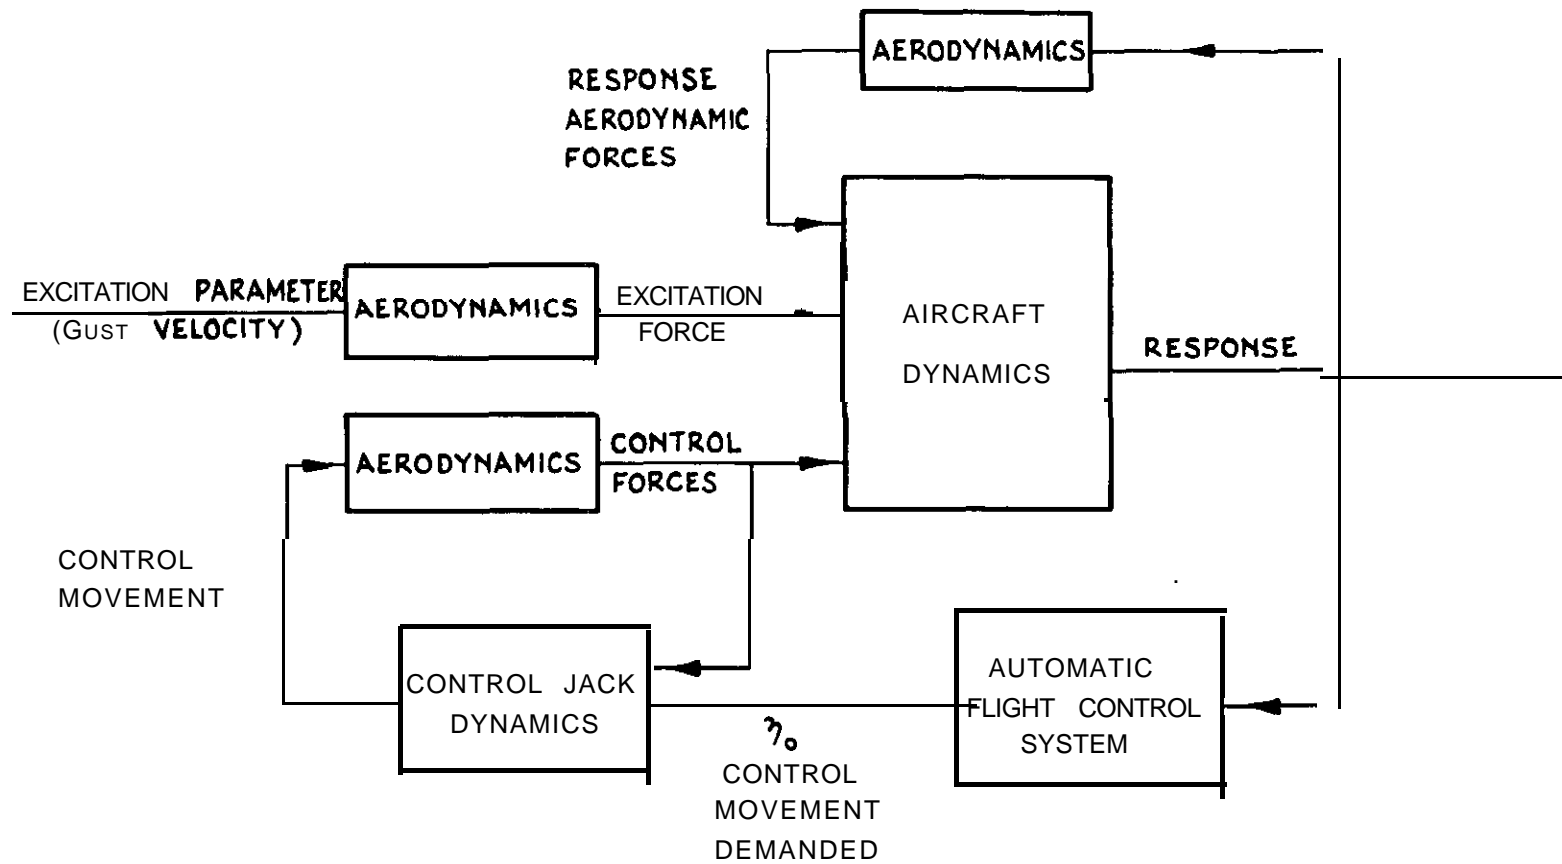 AERODYNAMICS
RESPONSE
AERODYNAMIC
FORCES
EXCITATION PARAMETER
(GUST VELOCITY)
AERODYNAMICS
EXCITATION
FORCE
AIRCRAFT
DYNAMICS
RESPONSE
AERODYNAMICS
CONTROL
FORCES
CONTROL
MOVEMENT
CONTROL JACK
DYNAMICS
η₀
CONTROL
MOVEMENT
DEMANDED
AUTOMATIC
FLIGHT CONTROL
SYSTEM